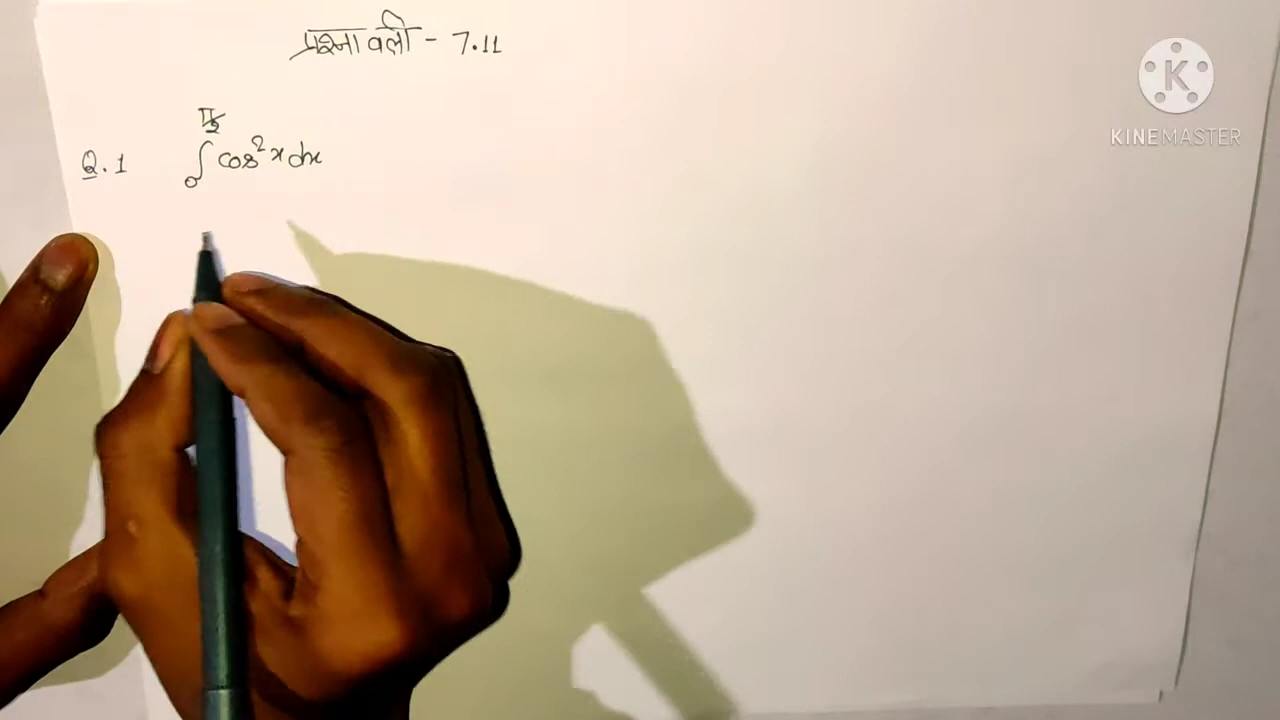 प्रश्नावली - 7.11
Q.1 ∫₀^{π/2} cos²x dx
K
KINEMASTER